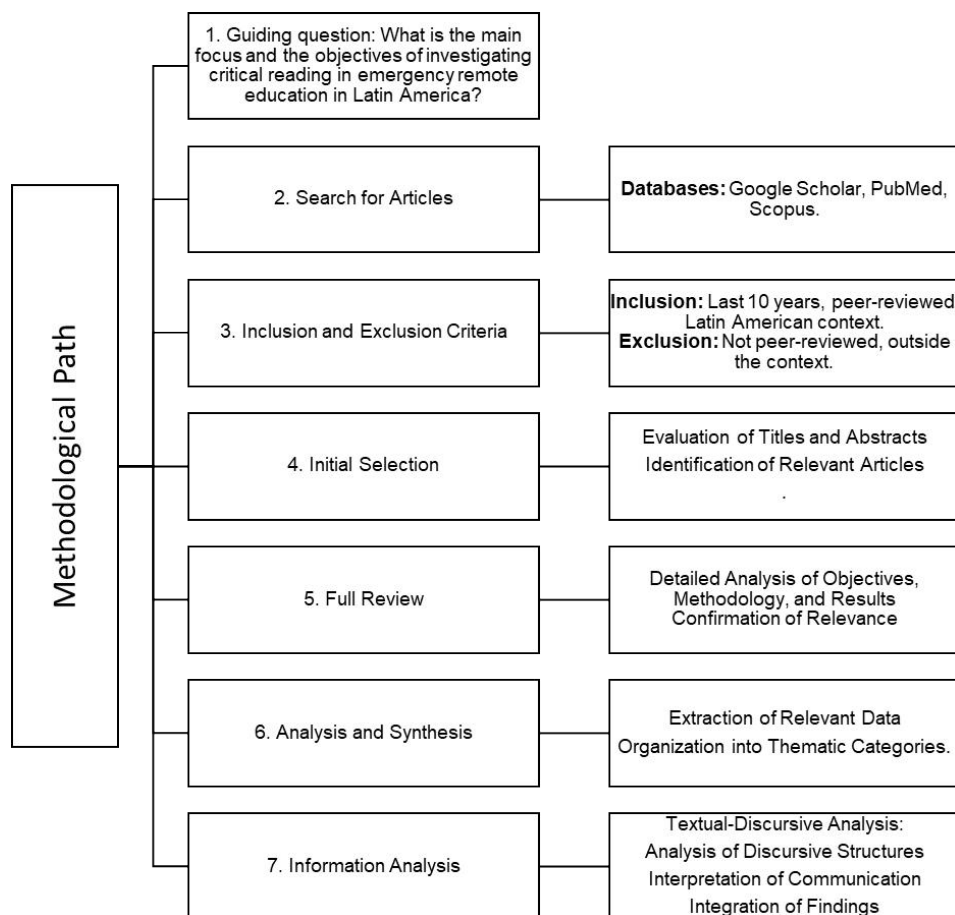 Methodological Path
1. Guiding question: What is the main
focus and the objectives of investigating
critical reading in emergency remote
education in Latin America?
2. Search for Articles
Databases: Google Scholar, PubMed,
Scopus.
3. Inclusion and Exclusion Criteria
Inclusion: Last 10 years, peer-reviewed
Latin American context.
Exclusion: Not peer-reviewed, outside
the context.
4. Initial Selection
Evaluation of Titles and Abstracts
Identification of Relevant Articles
.
5. Full Review
Detailed Analysis of Objectives,
Methodology, and Results
Confirmation of Relevance
6. Analysis and Synthesis
Extraction of Relevant Data
Organization into Thematic Categories.
7. Information Analysis
Textual-Discursive Analysis:
Analysis of Discursive Structures
Interpretation of Communication
Integration of Findings